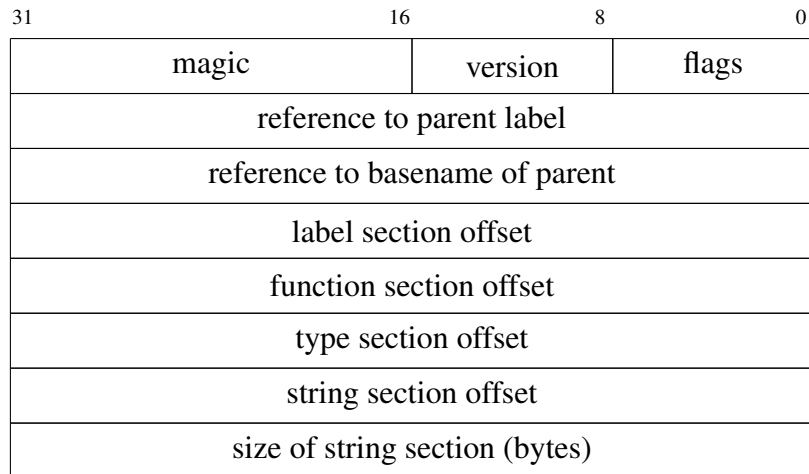 31 16 8 0
magic version flags
reference to parent label
reference to basename of parent
label section offset
function section offset
type section offset
string section offset
size of string section (bytes)